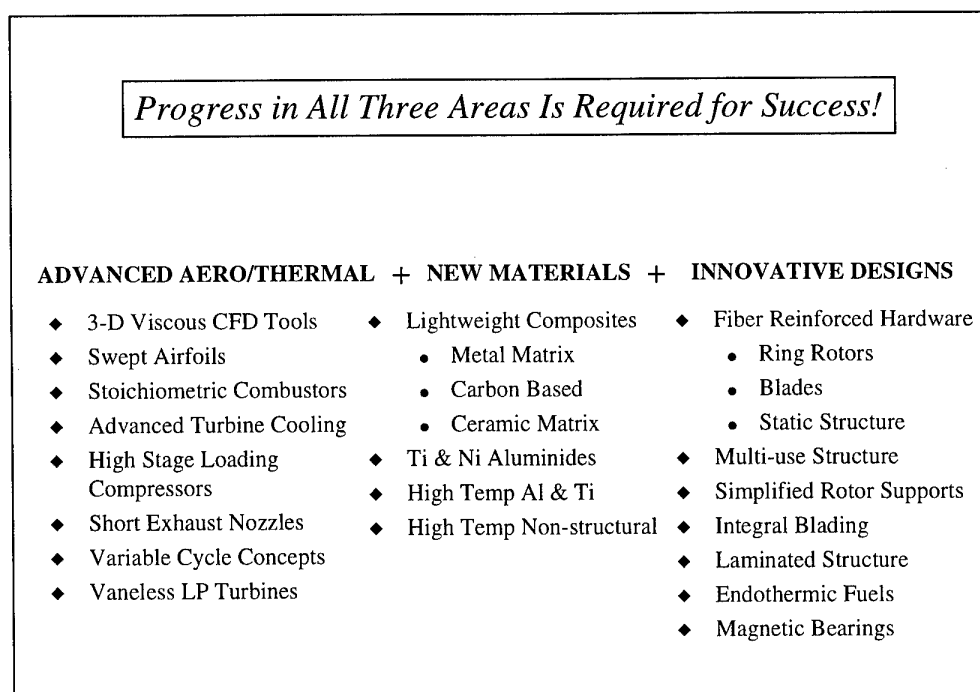 Progress in All Three Areas Is Required for Success!
ADVANCED AERO/THERMAL + NEW MATERIALS + INNOVATIVE DESIGNS
◆ 3-D Viscous CFD Tools
◆ Swept Airfoils
◆ Stoichiometric Combustors
◆ Advanced Turbine Cooling
◆ High Stage Loading
Compressors
◆ Short Exhaust Nozzles
◆ Variable Cycle Concepts
◆ Vaneless LP Turbines
◆ Lightweight Composites
• Metal Matrix
• Carbon Based
• Ceramic Matrix
◆ Ti & Ni Aluminides
◆ High Temp Al & Ti
◆ High Temp Non-structural
◆ Fiber Reinforced Hardware
• Ring Rotors
• Blades
• Static Structure
◆ Multi-use Structure
◆ Simplified Rotor Supports
◆ Integral Blading
◆ Laminated Structure
◆ Endothermic Fuels
◆ Magnetic Bearings